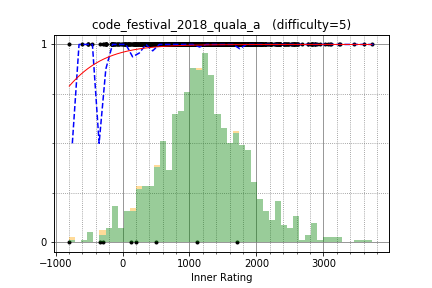 code_festival_2018_quala_a (difficulty=5)
1
0
−1000 0 1000 2000 3000
Inner Rating